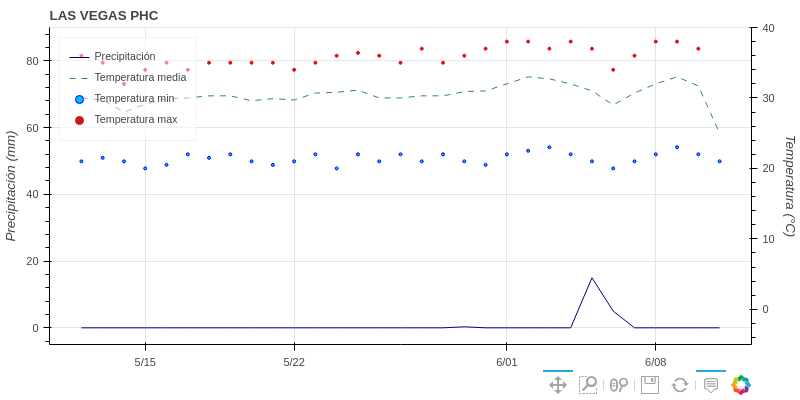 LAS VEGAS PHC
Precipitación
Temperatura media
Temperatura min
Temperatura max
Precipitación (mm)
80
60
40
20
0
Temperatura (°C)
40
30
20
10
0
5/15
5/22
6/01
6/08